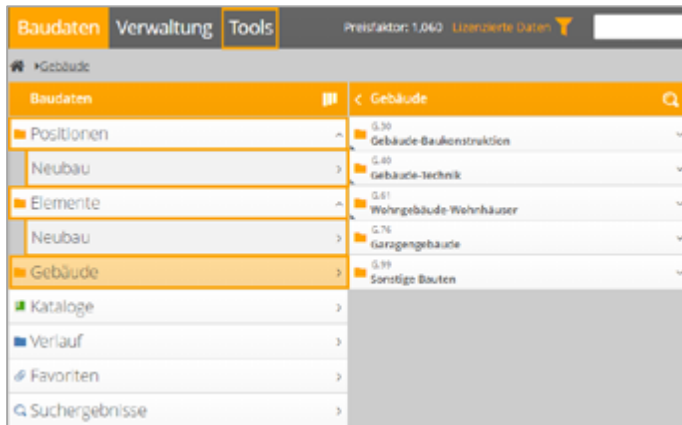 Baudaten Verwaltung Tools Preisfaktor: 1,060 Lizenzierte Daten
Gebäude
Baudaten
Positionen
Neubau
Elemente
Neubau
Gebäude
Kataloge
Verlauf
Favoriten
Suchergebnisse
Gebäude
G.30
Gebäude-Baukonstruktion
G.40
Gebäude-Technik
G.61
Wohngebäude-Wohnhäuser
G.76
Garagengebäude
G.99
Sonstige Bauten